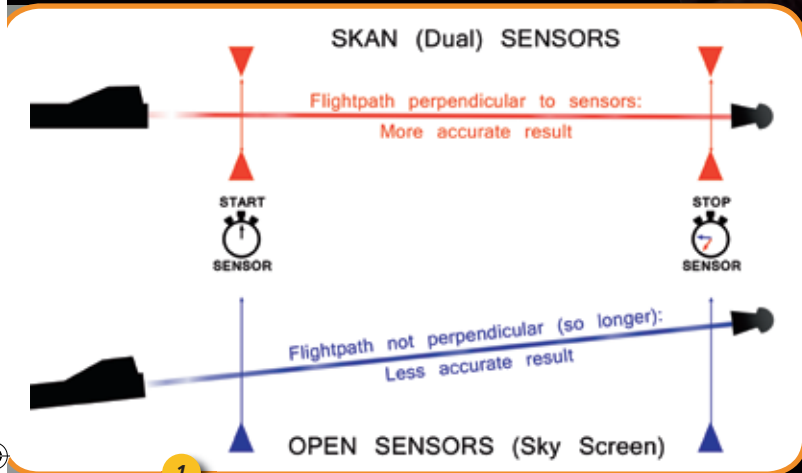 SKAN (Dual) SENSORS
Flightpath perpendicular to sensors:
More accurate result
START
SENSOR
STOP
SENSOR
Flightpath not perpendicular (so longer):
Less accurate result
OPEN SENSORS (Sky Screen)
1